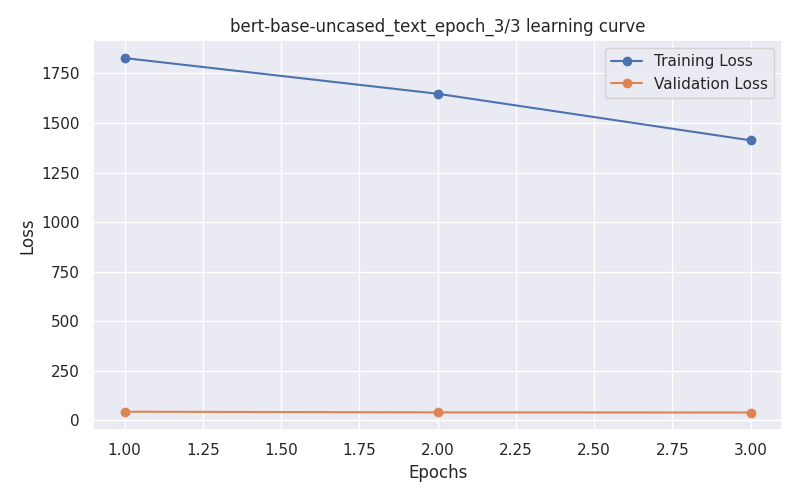 bert-base-uncased_text_epoch_3/3 learning curve
Training Loss
Validation Loss
Loss
1750
1500
1250
1000
750
500
250
0
1.00 1.25 1.50 1.75 2.00 2.25 2.50 2.75 3.00
Epochs